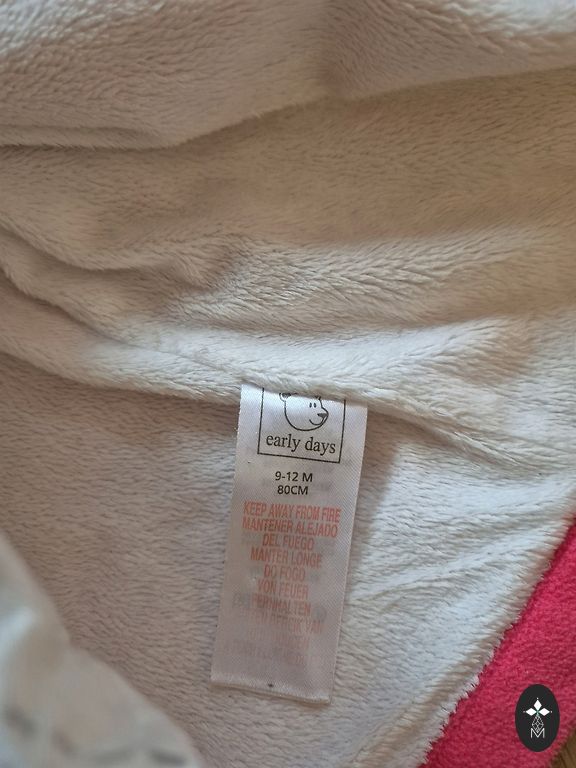 early days
9-12 M
80CM
KEEP AWAY FROM FIRE
MANTENER ALEJADO
DEL FUEGO
MANTER LONGE
DO FOGO
VON FEUER
FERNHALTEN
M